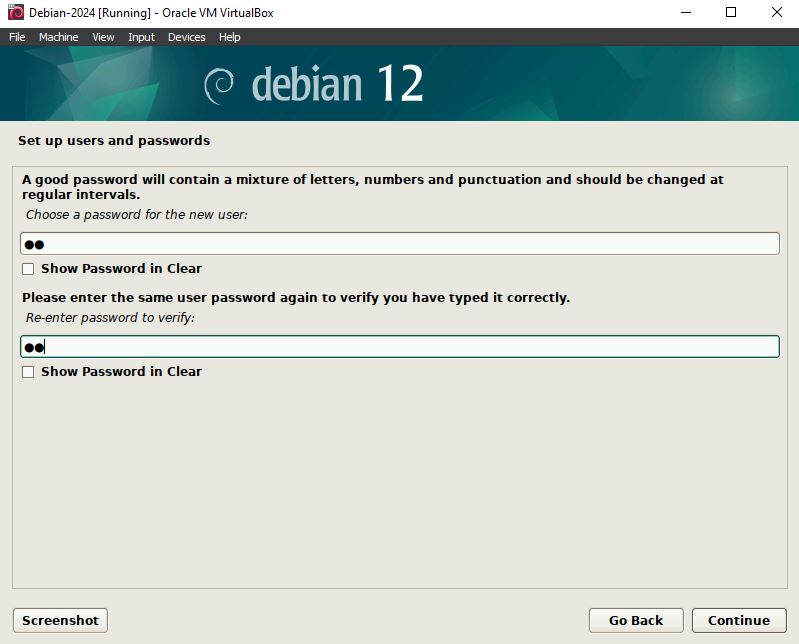 Debian-2024 [Running] - Oracle VM VirtualBox
File Machine View Input Devices Help
debian 12
Set up users and passwords
A good password will contain a mixture of letters, numbers and punctuation and should be changed at
regular intervals.
Choose a password for the new user:
●●
Show Password in Clear
Please enter the same user password again to verify you have typed it correctly.
Re-enter password to verify:
●●
Show Password in Clear
Screenshot Go Back Continue